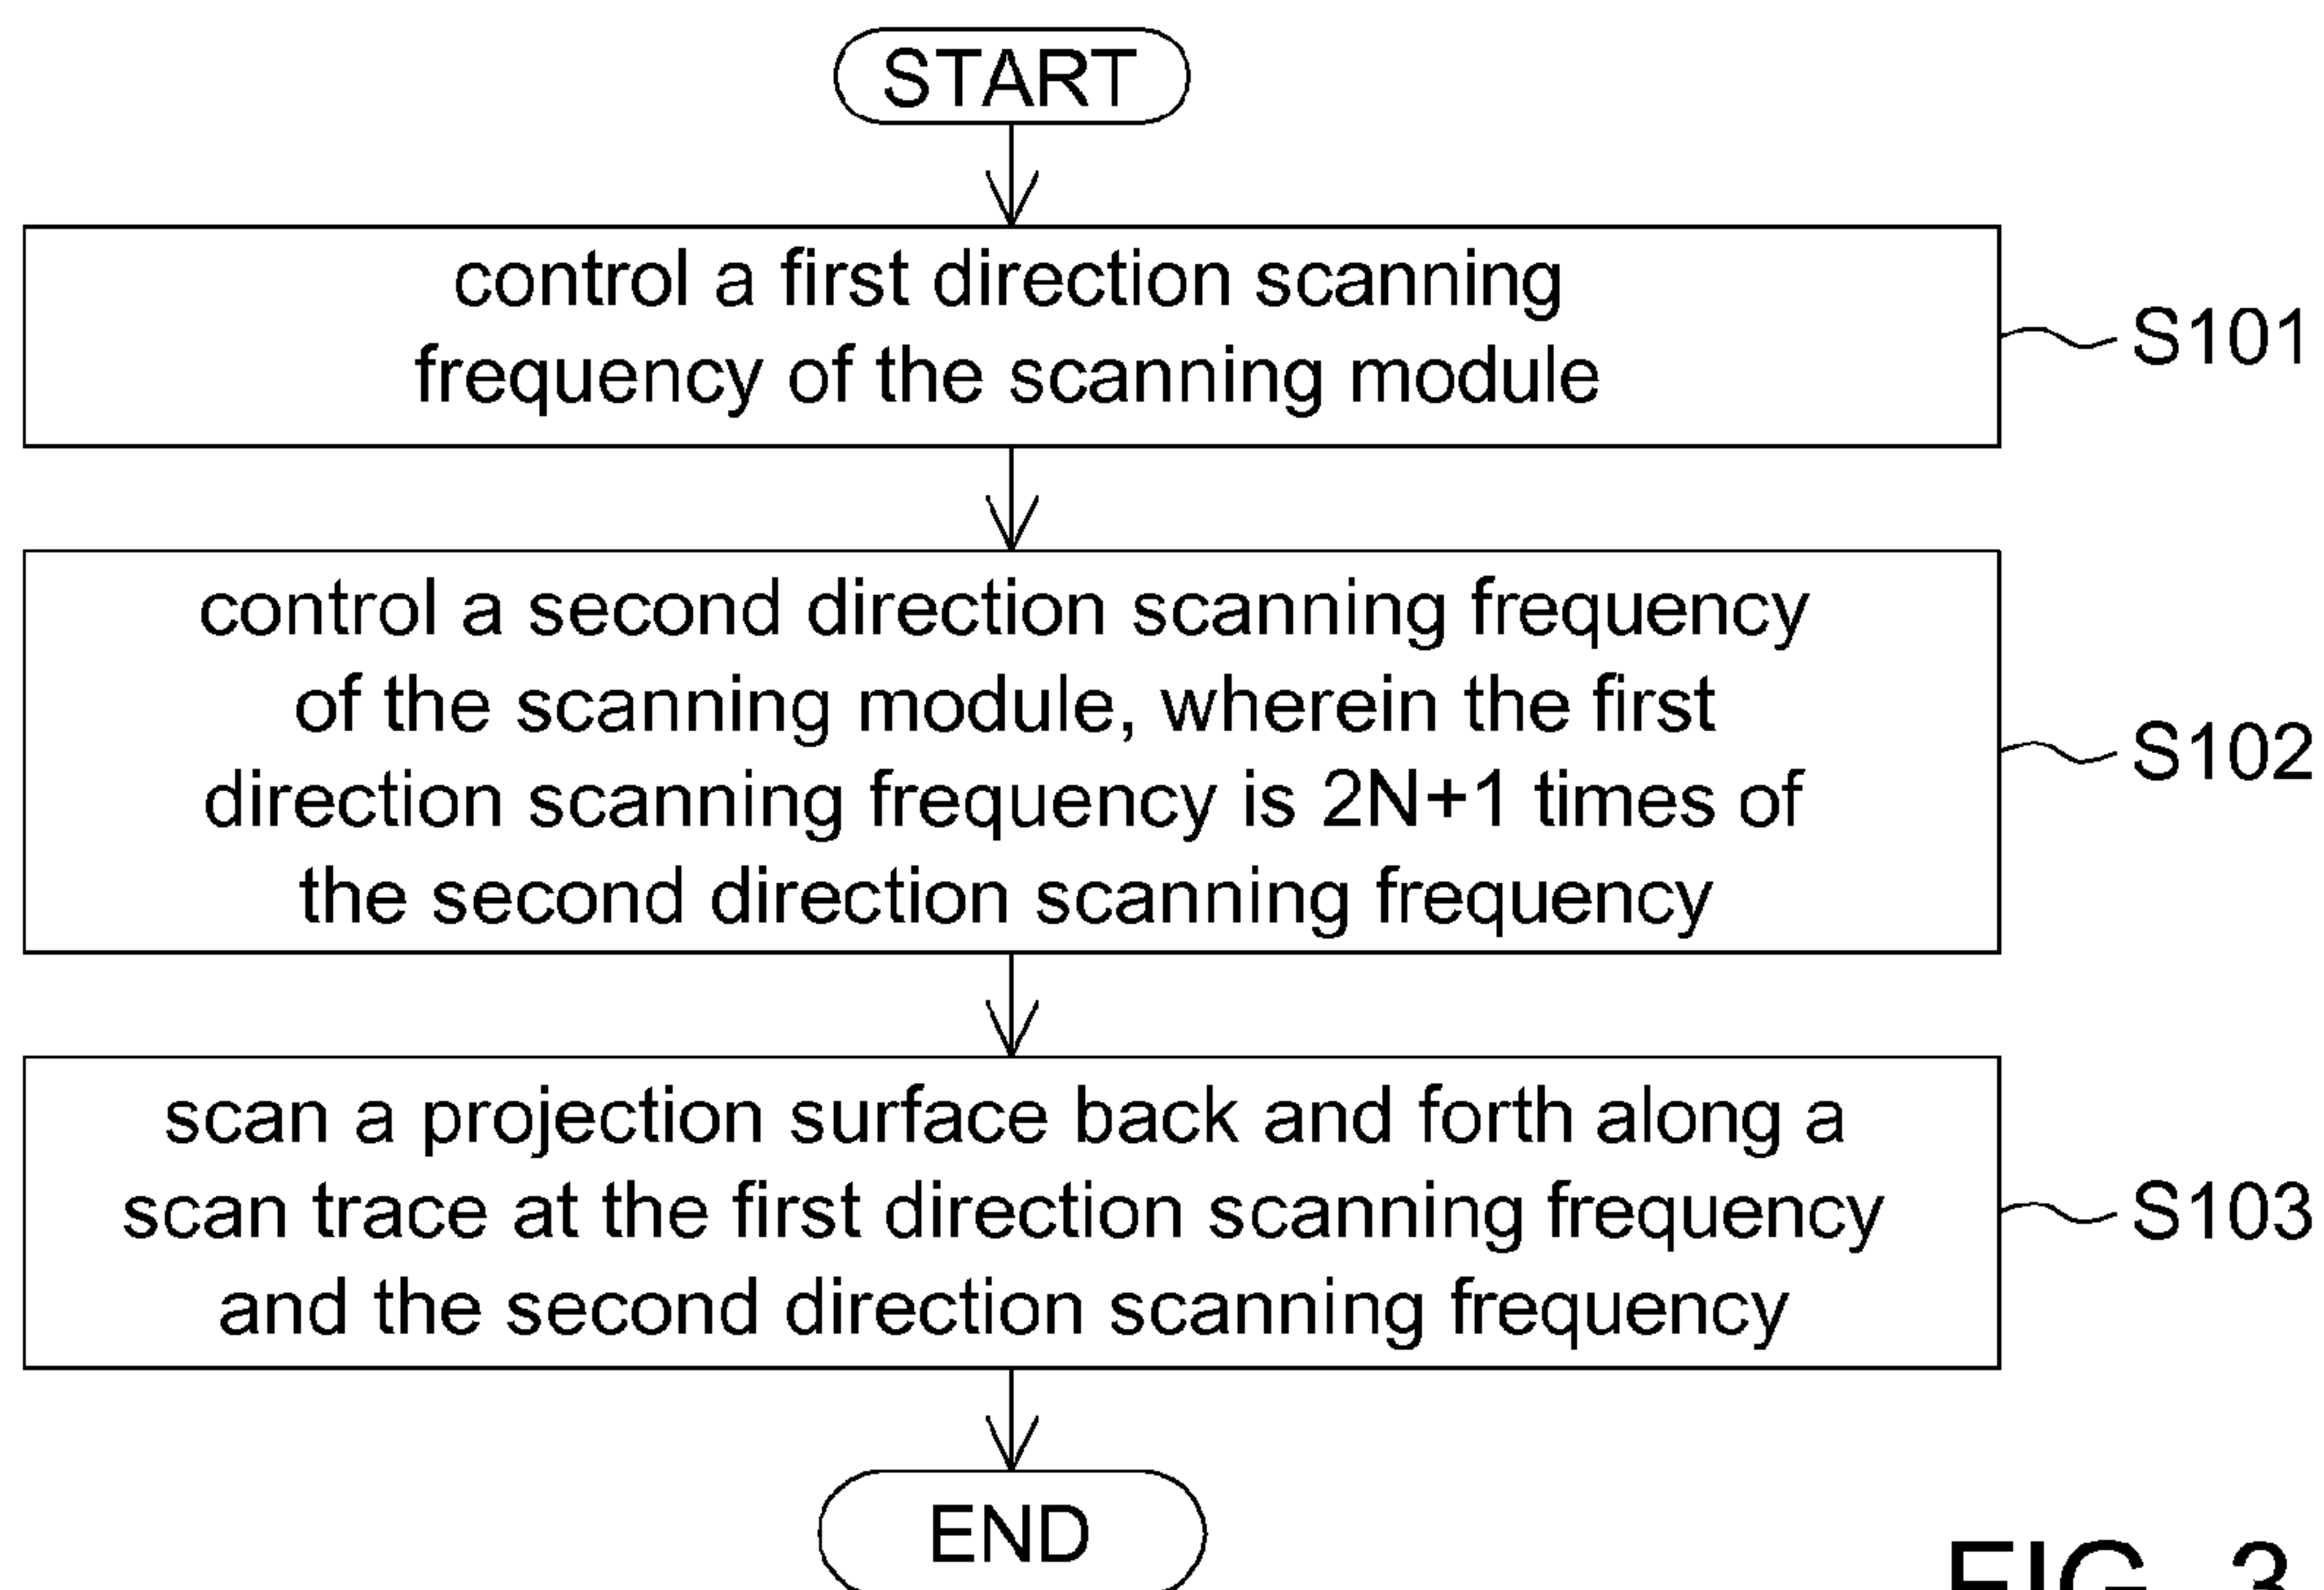 START
control a first direction scanning
frequency of the scanning module
S101
control a second direction scanning frequency
of the scanning module, wherein the first
direction scanning frequency is 2N+1 times of
the second direction scanning frequency
S102
scan a projection surface back and forth along a
scan trace at the first direction scanning frequency
and the second direction scanning frequency
S103
END
FIG. 3